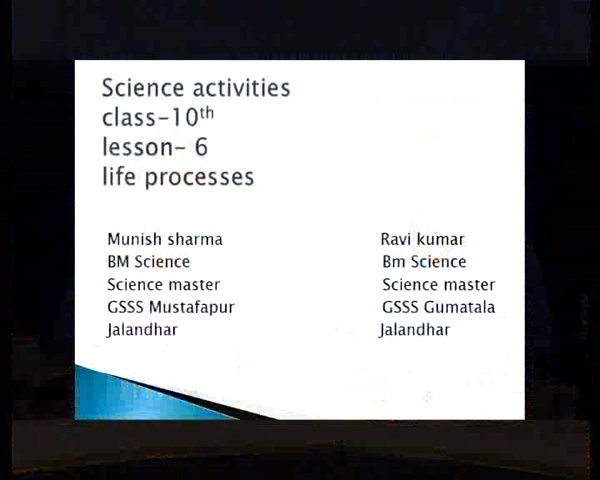 Science activities
class-10th
lesson- 6
life processes
Munish sharma
BM Science
Science master
GSSS Mustafapur
Jalandhar
Ravi kumar
Bm Science
Science master
GSSS Gumatala
Jalandhar